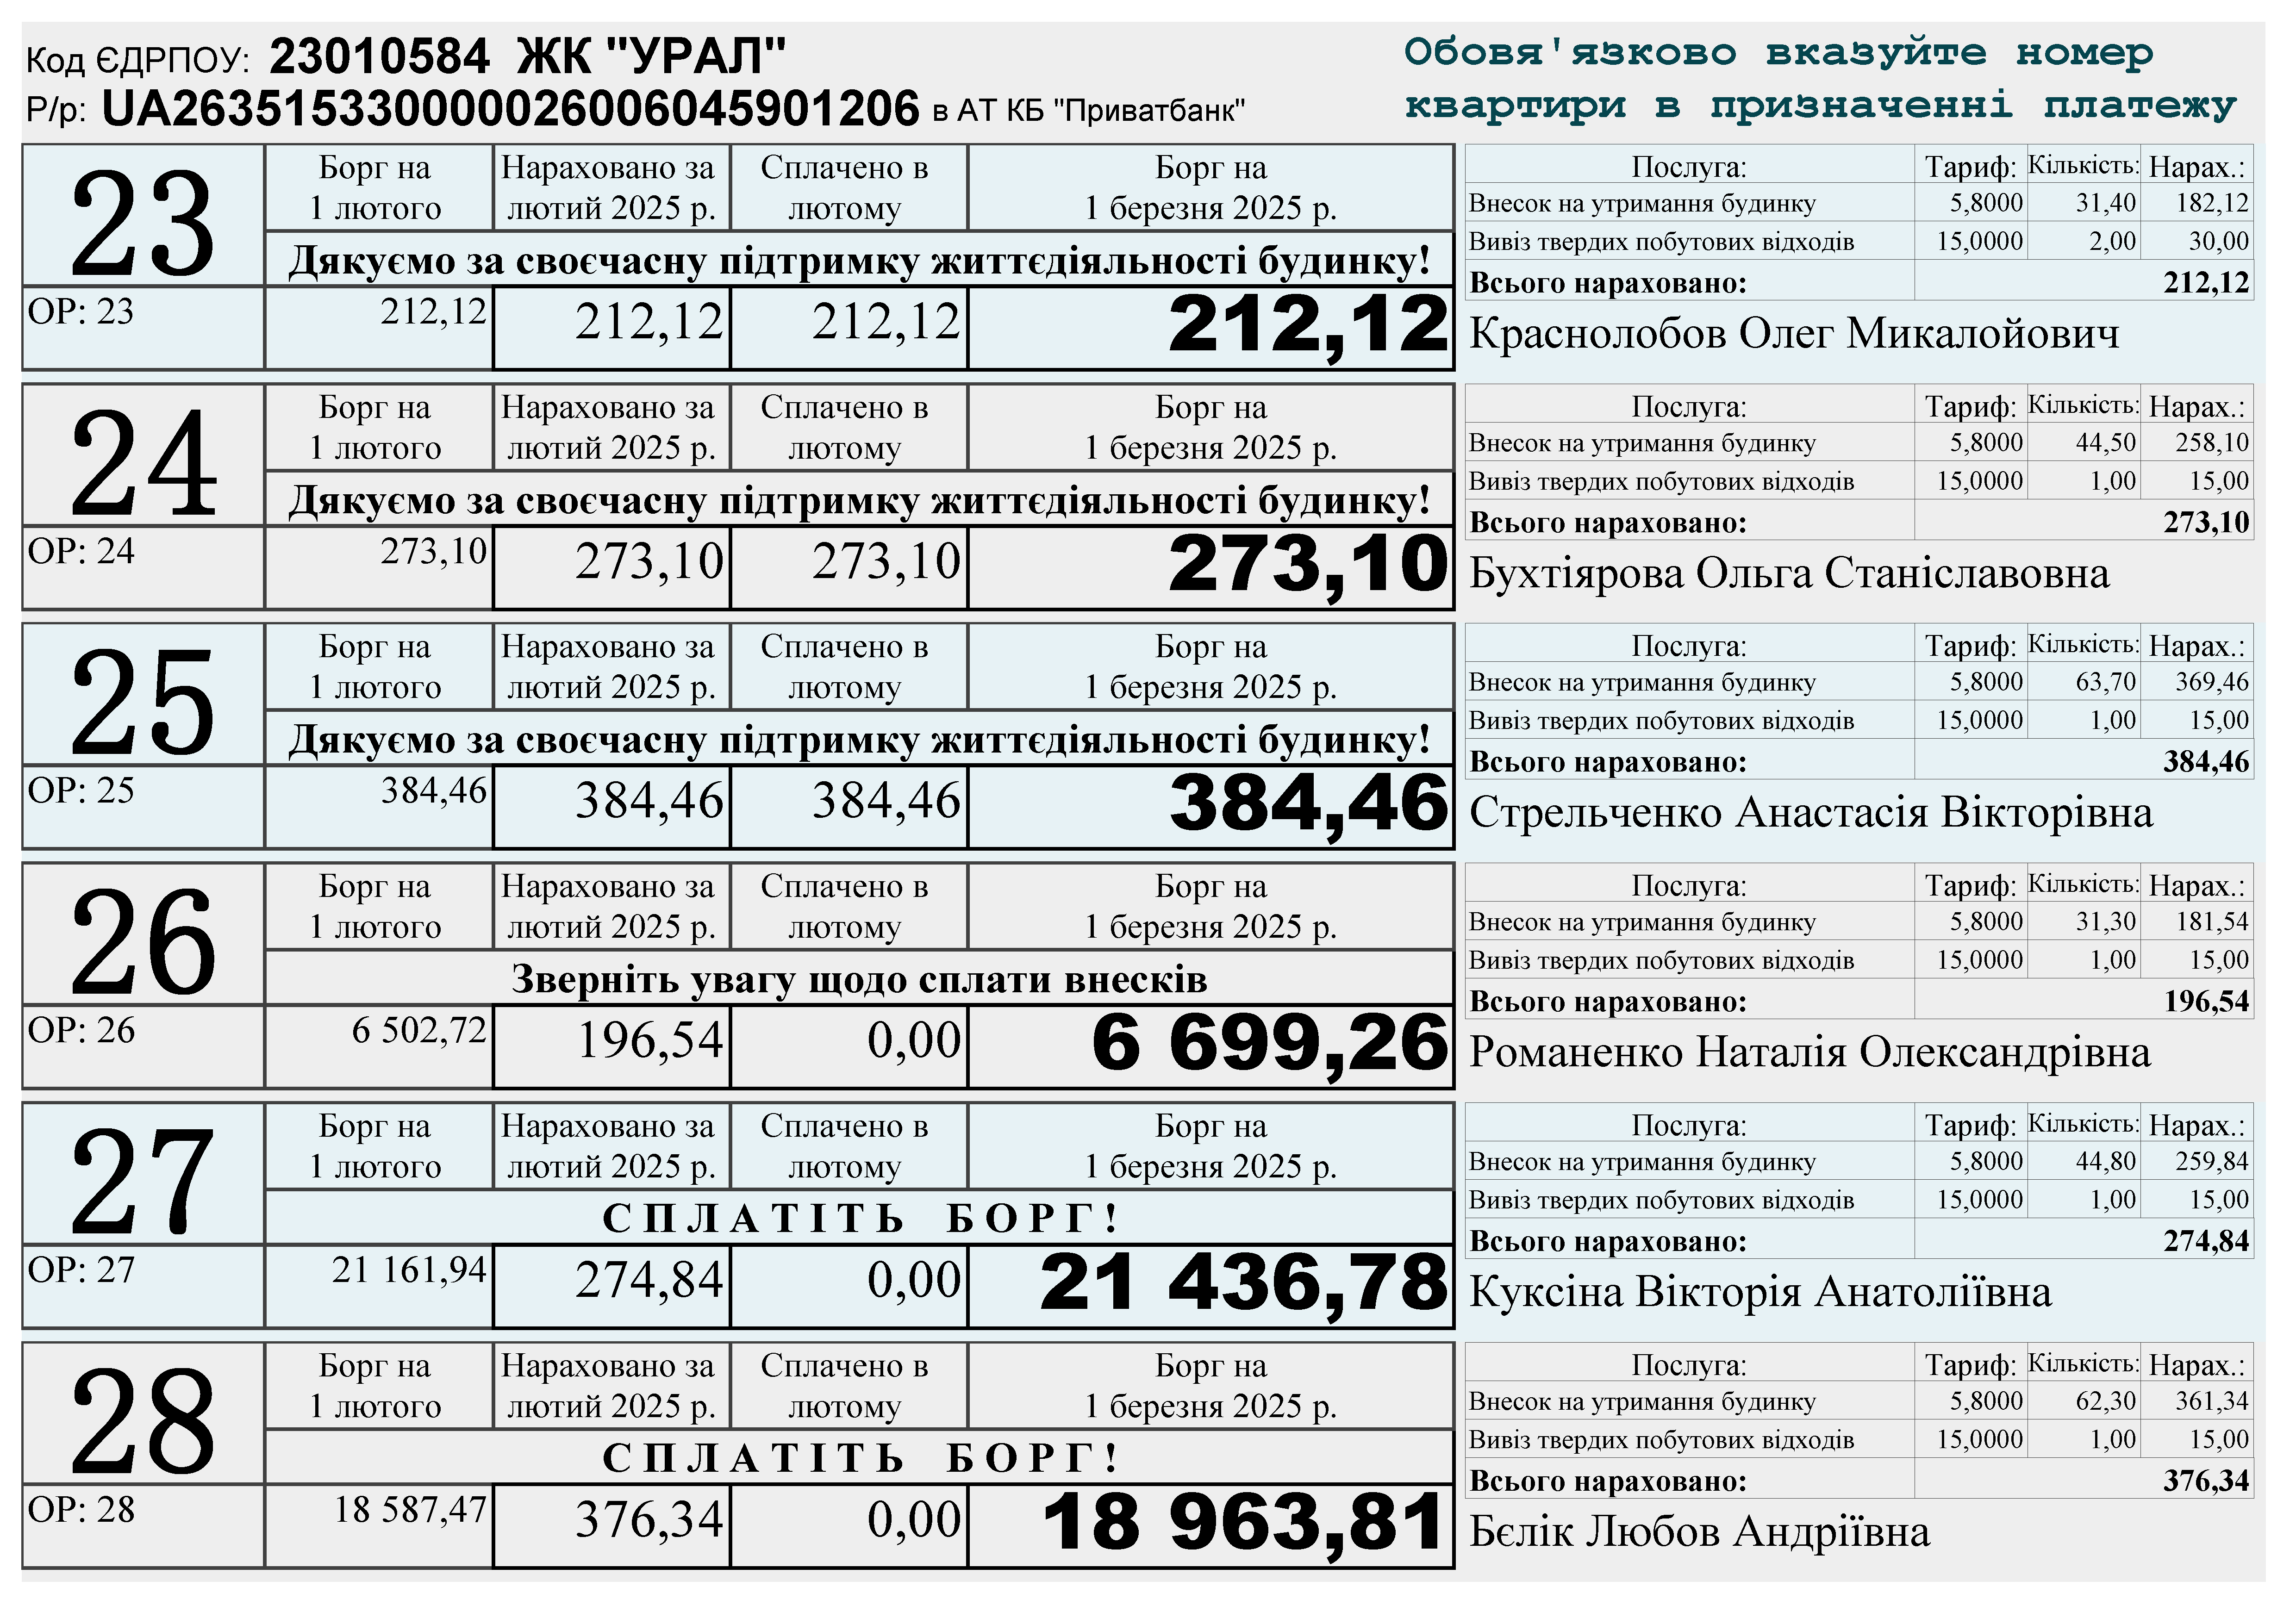 Код ЄДРПОУ: 23010584 ЖК "УРАЛ"
Р/р: UA263515330000026006045901206 в АТ КБ "Приватбанк"
Обовя'язково вказуйте номер
квартири в призначенні платежу
23
Борг на 1 лютого
Нараховано за лютий 2025 р.
Сплачено в лютому
Борг на 1 березня 2025 р.
Дякуємо за своєчасну підтримку життєдіяльності будинку!
ОР: 23 212,12 212,12 212,12 212,12
Послуга: Тариф: Кількість: Нарах.:
Внесок на утримання будинку 5,8000 31,40 182,12
Вивіз твердих побутових відходів 15,0000 2,00 30,00
Всього нараховано: 212,12
Краснолобов Олег Микалойович
24
Борг на 1 лютого
Нараховано за лютий 2025 р.
Сплачено в лютому
Борг на 1 березня 2025 р.
Дякуємо за своєчасну підтримку життєдіяльності будинку!
ОР: 24 273,10 273,10 273,10 273,10
Послуга: Тариф: Кількість: Нарах.:
Внесок на утримання будинку 5,8000 44,50 258,10
Вивіз твердих побутових відходів 15,0000 1,00 15,00
Всього нараховано: 273,10
Бухтіярова Ольга Станіславовна
25
Борг на 1 лютого
Нараховано за лютий 2025 р.
Сплачено в лютому
Борг на 1 березня 2025 р.
Дякуємо за своєчасну підтримку життєдіяльності будинку!
ОР: 25 384,46 384,46 384,46 384,46
Послуга: Тариф: Кількість: Нарах.:
Внесок на утримання будинку 5,8000 63,70 369,46
Вивіз твердих побутових відходів 15,0000 1,00 15,00
Всього нараховано: 384,46
Стрельченко Анастасія Вікторівна
26
Борг на 1 лютого
Нараховано за лютий 2025 р.
Сплачено в лютому
Борг на 1 березня 2025 р.
Зверніть увагу щодо сплати внесків
ОР: 26 6 502,72 196,54 0,00 6 699,26
Послуга: Тариф: Кількість: Нарах.:
Внесок на утримання будинку 5,8000 31,30 181,54
Вивіз твердих побутових відходів 15,0000 1,00 15,00
Всього нараховано: 196,54
Романенко Наталія Олександрівна
27
Борг на 1 лютого
Нараховано за лютий 2025 р.
Сплачено в лютому
Борг на 1 березня 2025 р.
С П Л А Т І Т Ь Б О Р Г !
ОР: 27 21 161,94 274,84 0,00 21 436,78
Послуга: Тариф: Кількість: Нарах.:
Внесок на утримання будинку 5,8000 44,80 259,84
Вивіз твердих побутових відходів 15,0000 1,00 15,00
Всього нараховано: 274,84
Куксіна Вікторія Анатоліївна
28
Борг на 1 лютого
Нараховано за лютий 2025 р.
Сплачено в лютому
Борг на 1 березня 2025 р.
С П Л А Т І Т Ь Б О Р Г !
ОР: 28 18 587,47 376,34 0,00 18 963,81
Послуга: Тариф: Кількість: Нарах.:
Внесок на утримання будинку 5,8000 62,30 361,34
Вивіз твердих побутових відходів 15,0000 1,00 15,00
Всього нараховано: 376,34
Бєлік Любов Андріївна